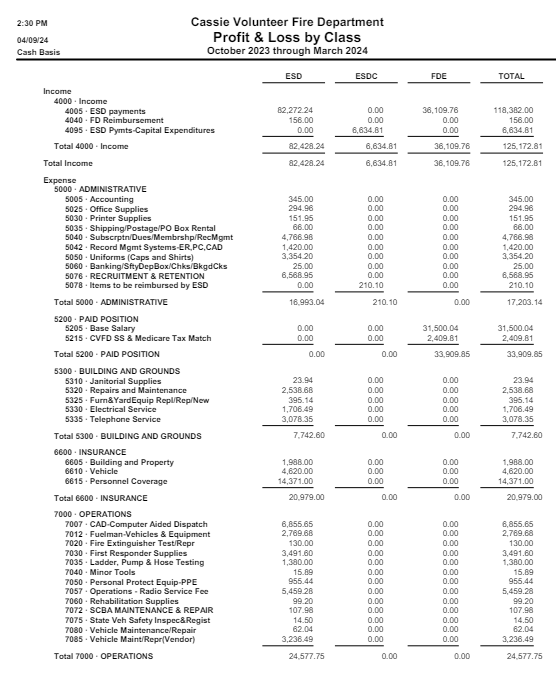 2:30 PM
Cassie Volunteer Fire Department
04/09/24
Profit & Loss by Class
Cash Basis
October 2023 through March 2024
ESD ESDC FDE TOTAL
Income
4000 · Income
4005 · ESD payments 82,272.24 0.00 36,109.76 118,382.00
4040 · FD Reimbursement 156.00 0.00 0.00 156.00
4095 · ESD Pymts-Capital Expenditures 0.00 6,634.81 0.00 6,634.81
Total 4000 · Income 82,428.24 6,634.81 36,109.76 125,172.81
Total Income 82,428.24 6,634.81 36,109.76 125,172.81
Expense
5000 · ADMINISTRATIVE
5005 · Accounting 345.00 0.00 0.00 345.00
5025 · Office Supplies 294.96 0.00 0.00 294.96
5030 · Printer Supplies 151.95 0.00 0.00 151.95
5035 · Shipping/Postage/PO Box Rental 66.00 0.00 0.00 66.00
5040 · Subscrptn/Dues/Membrshp/RecMgmt 4,766.98 0.00 0.00 4,766.98
5042 · Record Mgmt Systems-ER,PC,CAD 1,420.00 0.00 0.00 1,420.00
5050 · Uniforms (Caps and Shirts) 3,354.20 0.00 0.00 3,354.20
5060 · Banking/SftyDepBox/Chks/BkgdCks 25.00 0.00 0.00 25.00
5076 · RECRUITMENT & RETENTION 6,568.95 0.00 0.00 6,568.95
5078 · Items to be reimbursed by ESD 0.00 210.10 0.00 210.10
Total 5000 · ADMINISTRATIVE 16,993.04 210.10 0.00 17,203.14
5200 · PAID POSITION
5205 · Base Salary 0.00 0.00 31,500.04 31,500.04
5215 · CVFD SS & Medicare Tax Match 0.00 0.00 2,409.81 2,409.81
Total 5200 · PAID POSITION 0.00 0.00 33,909.85 33,909.85
5300 · BUILDING AND GROUNDS
5310 · Janitorial Supplies 23.94 0.00 0.00 23.94
5320 · Repairs and Maintenance 2,538.68 0.00 0.00 2,538.68
5325 · Furn&YardEquip Repl/Rep/New 395.14 0.00 0.00 395.14
5330 · Electrical Service 1,706.49 0.00 0.00 1,706.49
5335 · Telephone Service 3,078.35 0.00 0.00 3,078.35
Total 5300 · BUILDING AND GROUNDS 7,742.60 0.00 0.00 7,742.60
6600 · INSURANCE
6605 · Building and Property 1,988.00 0.00 0.00 1,988.00
6610 · Vehicle 4,620.00 0.00 0.00 4,620.00
6615 · Personnel Coverage 14,371.00 0.00 0.00 14,371.00
Total 6600 · INSURANCE 20,979.00 0.00 0.00 20,979.00
7000 · OPERATIONS
7007 · CAD-Computer Aided Dispatch 6,855.65 0.00 0.00 6,855.65
7012 · Fuelman-Vehicles & Equipment 2,769.68 0.00 0.00 2,769.68
7020 · Fire Extinguisher Test/Repr 130.00 0.00 0.00 130.00
7030 · First Responder Supplies 3,491.60 0.00 0.00 3,491.60
7035 · Ladder, Pump & Hose Testing 1,380.00 0.00 0.00 1,380.00
7040 · Minor Tools 15.89 0.00 0.00 15.89
7050 · Personal Protect Equip-PPE 955.44 0.00 0.00 955.44
7057 · Operations - Radio Service Fee 5,459.28 0.00 0.00 5,459.28
7060 · Rehabilitation Supplies 99.20 0.00 0.00 99.20
7072 · SCBA MAINTENANCE & REPAIR 107.98 0.00 0.00 107.98
7075 · State Veh Safety Inspec&Regist 14.50 0.00 0.00 14.50
7080 · Vehicle Maintenance/Repair 62.04 0.00 0.00 62.04
7085 · Vehicle Maint/Repr(Vendor) 3,236.49 0.00 0.00 3,236.49
Total 7000 · OPERATIONS 24,577.75 0.00 0.00 24,577.75